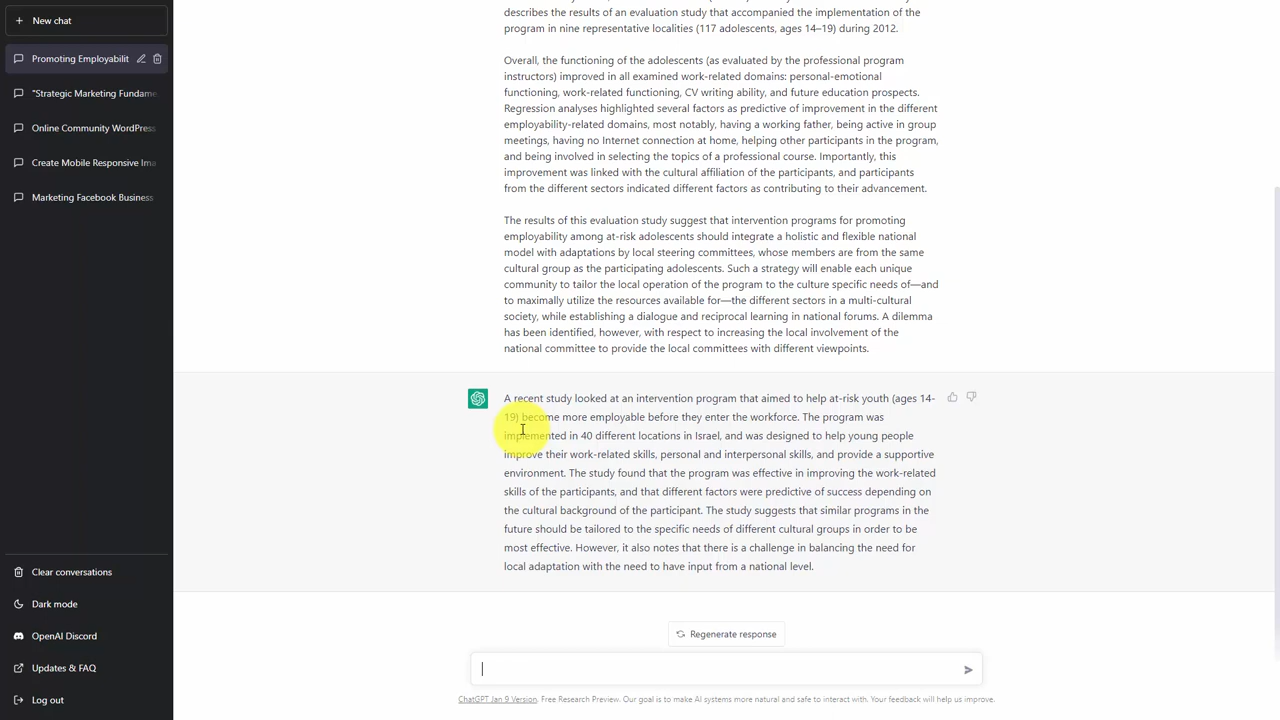 New chat
Promoting Employabilit
"Strategic Marketing Fundame
Online Community WordPress
Create Mobile Responsive Ima
Marketing Facebook Business
Clear conversations
Dark mode
OpenAI Discord
Updates & FAQ
Log out
describes the results of an evaluation study that accompanied the implementation of the
program in nine representative localities (117 adolescents, ages 14–19) during 2012.
Overall, the functioning of the adolescents (as evaluated by the professional program
instructors) improved in all examined work-related domains: personal-emotional
functioning, work-related functioning, CV writing ability, and future education prospects.
Regression analyses highlighted several factors as predictive of improvement in the different
employability-related domains, most notably, having a working father, being active in group
meetings, having no Internet connection at home, helping other participants in the program,
and being involved in selecting the topics of a professional course. Importantly, this
improvement was linked with the cultural affiliation of the participants, and participants
from the different sectors indicated different factors as contributing to their advancement.
The results of this evaluation study suggest that intervention programs for promoting
employability among at-risk adolescents should integrate a holistic and flexible national
model with adaptations by local steering committees, whose members are from the same
cultural group as the participating adolescents. Such a strategy will enable each unique
community to tailor the local operation of the program to the culture specific needs of—and
to maximally utilize the resources available for—the different sectors in a multi-cultural
society, while establishing a dialogue and reciprocal learning in national forums. A dilemma
has been identified, however, with respect to increasing the local involvement of the
national committee to provide the local committees with different viewpoints.
A recent study looked at an intervention program that aimed to help at-risk youth (ages 14-
19) become more employable before they enter the workforce. The program was
implemented in 40 different locations in Israel, and was designed to help young people
improve their work-related skills, personal and interpersonal skills, and provide a supportive
environment. The study found that the program was effective in improving the work-related
skills of the participants, and that different factors were predictive of success depending on
the cultural background of the participant. The study suggests that similar programs in the
future should be tailored to the specific needs of different cultural groups in order to be
most effective. However, it also notes that there is a challenge in balancing the need for
local adaptation with the need to have input from a national level.
Regenerate response
ChatGPT Jan 9 Version. Free Research Preview. Our goal is to make AI systems more natural and safe to interact with. Your feedback will help us improve.